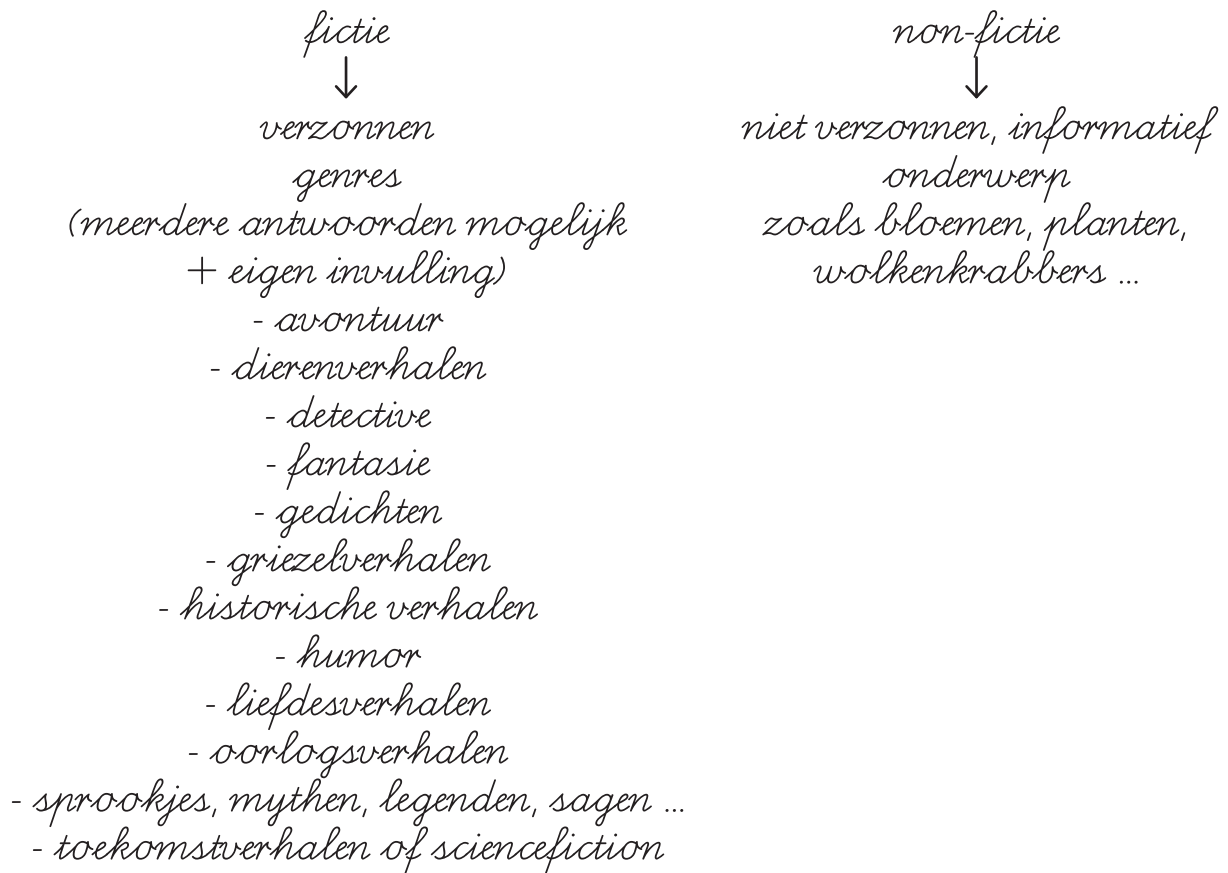 fictie
↓
verzonnen
genres
(meerdere antwoorden mogelijk
+ eigen invulling)
- avontuur
- dierenverhalen
- detective
- fantasie
- gedichten
- griezelverhalen
- historische verhalen
- humor
- liefdesverhalen
- oorlogsverhalen
- sprookjes, mythen, legenden, sagen ...
- toekomstverhalen of sciencefiction
non-fictie
↓
niet verzonnen, informatief
onderwerp
zoals bloemen, planten,
wolkenkrabbers ...